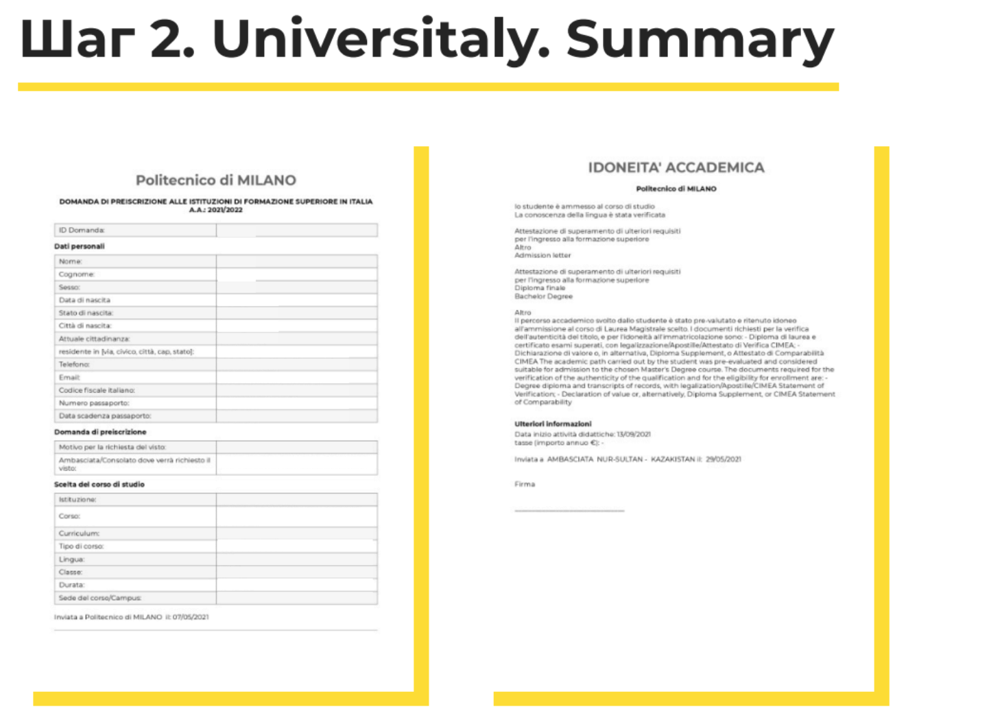 Шаг 2. Universitaly. Summary
Politecnico di MILANO
DOMANDA DI PREISCRIZIONE ALLE ISTITUZIONI DI FORMAZIONE SUPERIORE IN ITALIA
A.A.: 2021/2022
ID Domanda:
Dati personali
Nome:
Cognome:
Sesso:
Data di nascita
Stato di nascita:
Città di nascita:
Attuale cittadinanza:
residente in [via, civico, città, cap, stato]:
Telefono:
Email:
Codice fiscale italiano:
Numero passaporto:
Data scadenza passaporto:
Domanda di preiscrizione
Motivo per la richiesta del visto:
Ambasciata/Consolato dove verrà richiesto il
visto:
Scelta del corso di studio
Istituzione:
Corso:
Curriculum:
Tipo di corso:
Lingua:
Classe:
Durata:
Sede del corso/Campus:
Inviata a Politecnico di MILANO il: 07/05/2021
IDONEITA' ACCADEMICA
Politecnico di MILANO
lo studente è ammesso al corso di studio
La conoscenza della lingua è stata verificata
Attestazione di superamento di ulteriori requisiti
per l'ingresso alla formazione superiore
Altro
Admission letter
Attestazione di superamento di ulteriori requisiti
per l'ingresso alla formazione superiore
Diploma finale
Bachelor Degree
Altro
Il percorso accademico svolto dallo studente è stato pre-valutato e ritenuto idoneo
all'ammissione al corso di Laurea Magistrale scelto. I documenti richiesti per la verifica
dell'autenticità del titolo, e per l'idoneità all'immatricolazione sono: - Diploma di laurea e
certificato esami superati, con legalizzazione/Apostille/Attestato di Verifica CIMEA; -
Dichiarazione di valore o, in alternativa, Diploma Supplement, o Attestato di Comparabilità
CIMEA The academic path carried out by the student was pre-evaluated and considered
suitable for admission to the chosen Master's Degree course. The documents required for the
verification of the authenticity of the qualification and for the eligibility for enrollment are: -
Degree diploma and transcripts of records, with legalization/Apostille/CIMEA Statement of
Verification; - Declaration of value or, alternatively, Diploma Supplement, or CIMEA Statement
of Comparability
Ulteriori informazioni
Data inizio attività didattiche: 13/09/2021
tasse (importo annuo €): -
Inviata a AMBASCIATA NUR-SULTAN - KAZAKISTAN il: 29/05/2021
Firma